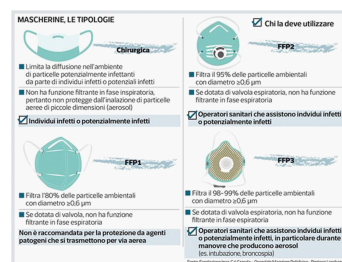 MASCHERINE, LE TIPOLOGIE
Chi la deve utilizzare
Chirurgica
Limita la diffusione nell'ambiente
di particelle potenzialmente infettanti
da parte di individui infetti o potenziali infetti
Non ha funzione filtrante in fase inspiratoria,
pertanto non protegge dall'inalazione di particelle
aeree di piccole dimensioni (aerosol)
Individui infetti o potenzialmente infetti
FFP2
Filtra il 95% delle particelle ambientali
con diametro ≥0,6 µm
Se dotata di valvola espiratoria, non ha funzione
filtrante in fase espiratoria
Operatori sanitari che assistono individui infetti
o potenzialmente infetti
FFP1
Filtra l'80% delle particelle ambientali
con diametro ≥0,6 µm
Se dotata di valvola, non ha funzione
filtrante in fase espiratoria
Non è raccomandata per la protezione da agenti
patogeni che si trasmettono per via aerea
FFP3
Filtra il 98-99% delle particelle ambientali
con diametro ≥0,6 µm
Se dotata di valvola espiratoria, non ha funzione
filtrante in fase espiratoria
Operatori sanitari che assistono individui infetti
o potenzialmente infetti, in particolare durante
manovre che producono aerosol
(es. intubazione, broncoscopia)